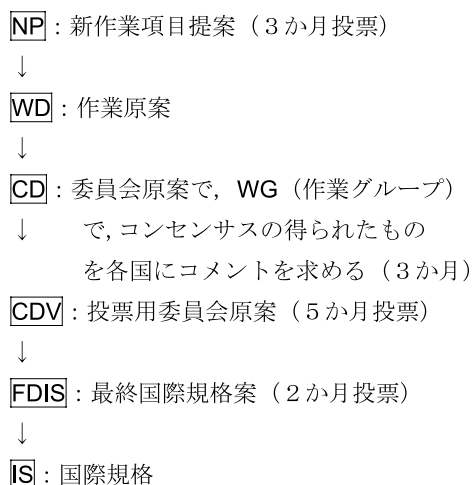 NP：新作業項目提案（３か月投票）
↓
WD：作業原案
↓
CD：委員会原案で，WG（作業グループ）
↓　で，コンセンサスの得られたもの
を各国にコメントを求める（３か月）
CDV：投票用委員会原案（５か月投票）
↓
FDIS：最終国際規格案（２か月投票）
↓
IS：国際規格